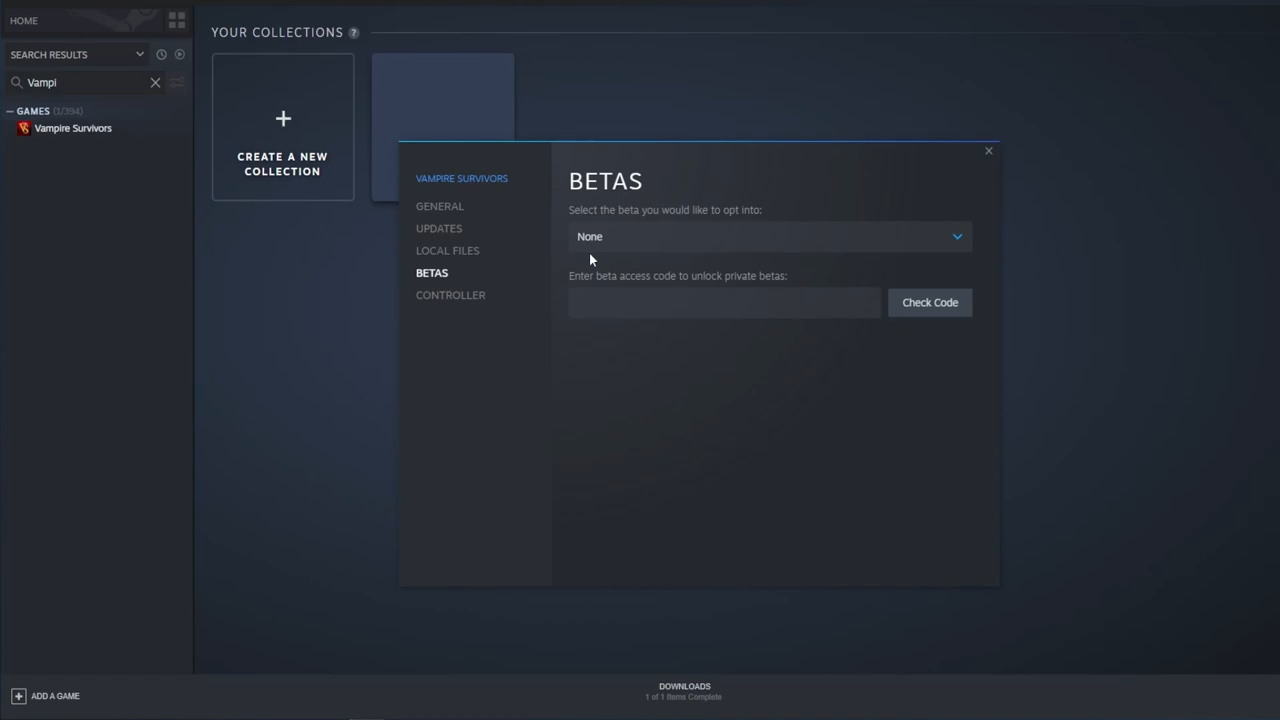 HOME
SEARCH RESULTS
Vampi
GAMES (1/394)
Vampire Survivors
YOUR COLLECTIONS ?
+
CREATE A NEW
COLLECTION
VAMPIRE SURVIVORS
GENERAL
UPDATES
LOCAL FILES
BETAS
CONTROLLER
BETAS
Select the beta you would like to opt into:
None
Enter beta access code to unlock private betas:
Check Code
ADD A GAME
DOWNLOADS
1 of 1 Items Complete